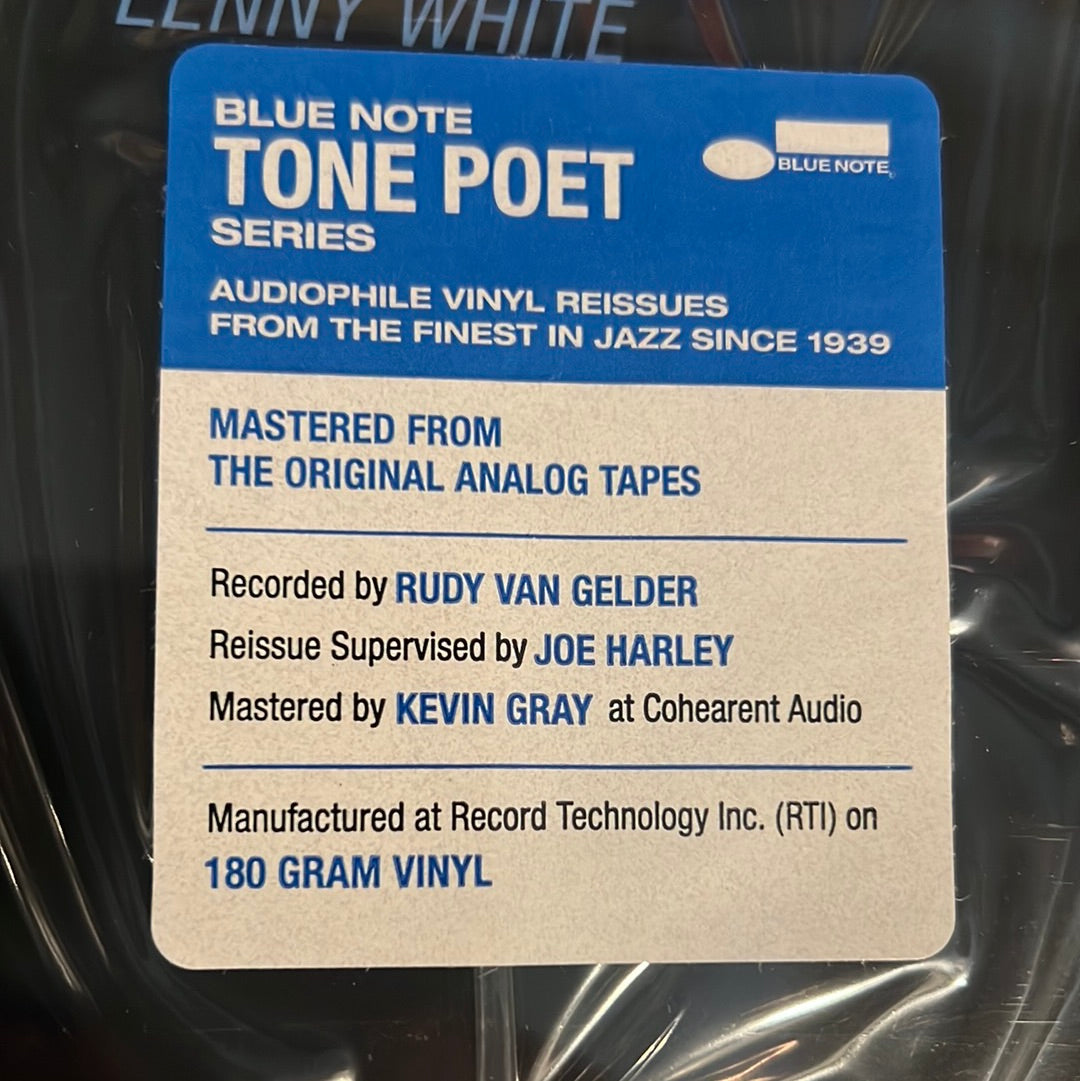 LENNY WHITE
BLUE NOTE
TONE POET
SERIES
BLUE NOTE
AUDIOPHILE VINYL REISSUES
FROM THE FINEST IN JAZZ SINCE 1939
MASTERED FROM
THE ORIGINAL ANALOG TAPES
Recorded by RUDY VAN GELDER
Reissue Supervised by JOE HARLEY
Mastered by KEVIN GRAY at Cohearent Audio
Manufactured at Record Technology Inc. (RTI) on
180 GRAM VINYL